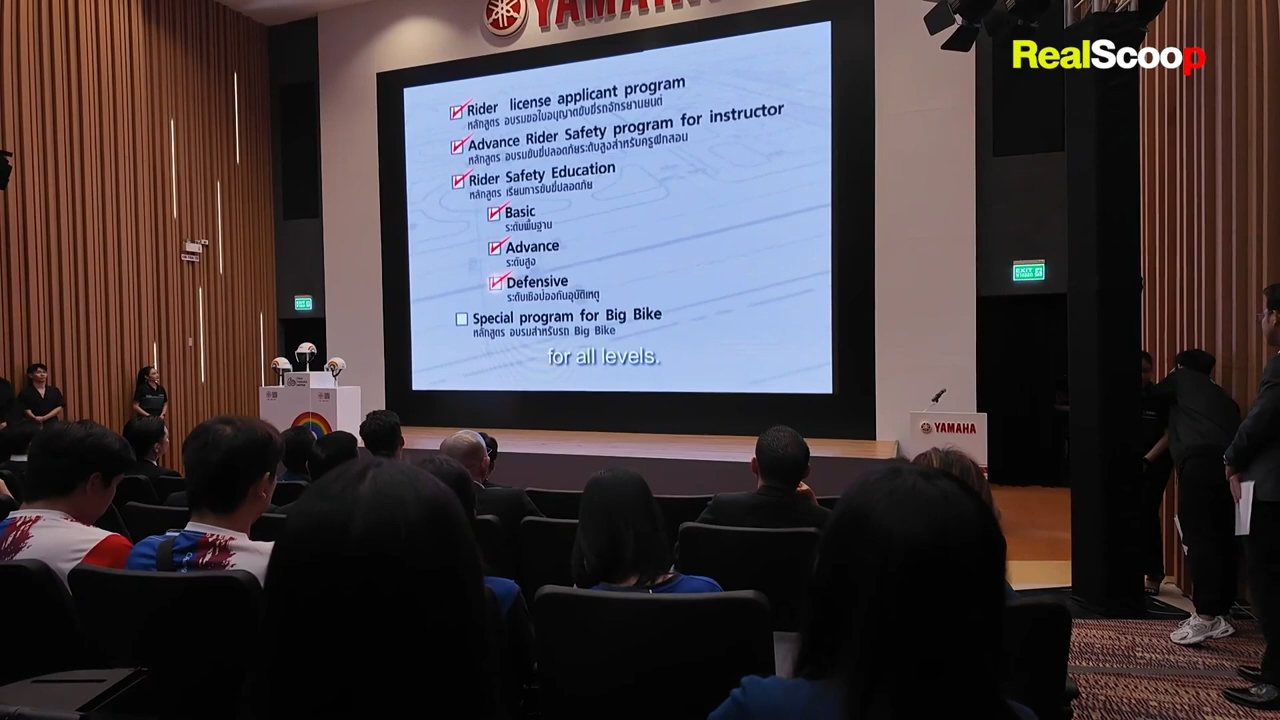 YAMAHA
RealScoop
Rider license applicant program
หลักสูตร อบรมขอใบอนุญาตขับขี่รถจักรยานยนต์
Advance Rider Safety program for instructor
หลักสูตร อบรมขับขี่ปลอดภัยระดับสูงสำหรับครูฝึกสอน
Rider Safety Education
หลักสูตร เรียนการขับขี่ปลอดภัย
Basic
ระดับพื้นฐาน
Advance
ระดับสูง
Defensive
ระดับเชิงป้องกันอุบัติเหตุ
Special program for Big Bike
หลักสูตร อบรมสำหรับรถ Big Bike
for all levels.
EXIT
EXIT
YAMAHA